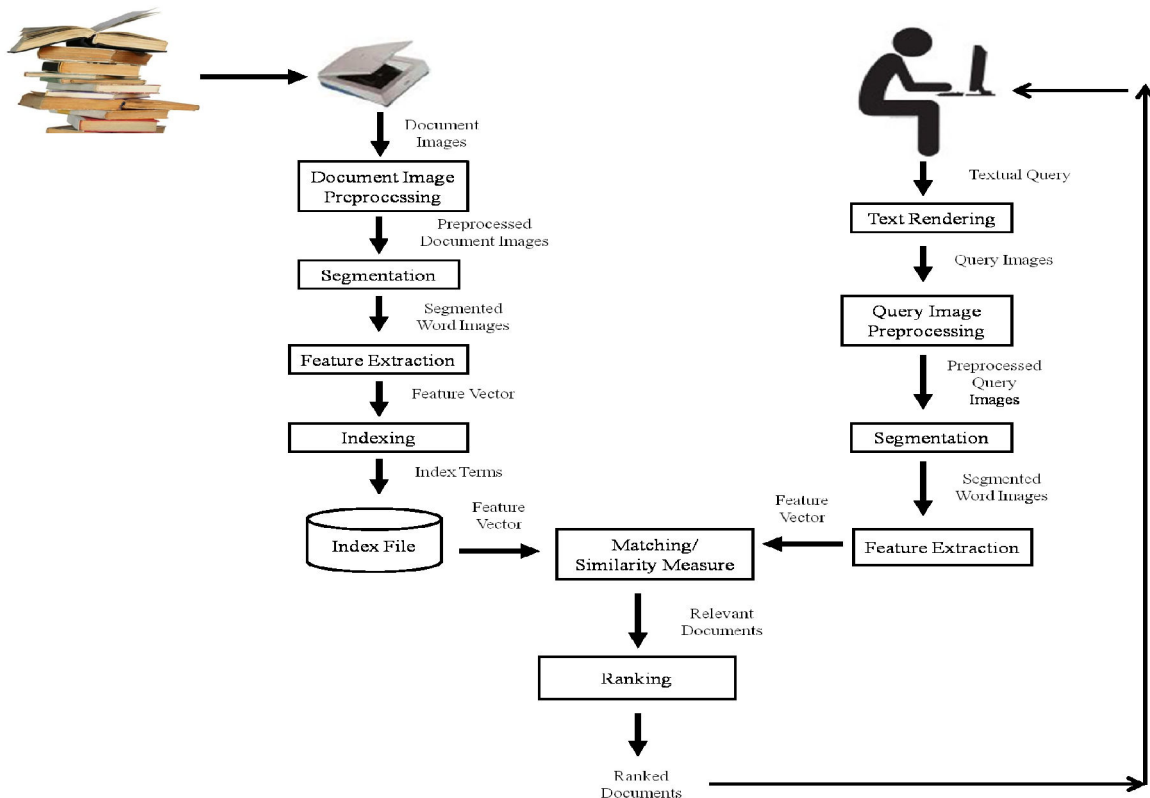 Document
Images
Document Image
Preprocessing
Preprocessed
Document Images
Segmentation
Segmented
Word Images
Feature Extraction
Feature Vector
Indexing
Index Terms
Index File
Feature
Vector
Textual Query
Text Rendering
Query Images
Query Image
Preprocessing
Preprocessed
Query
Images
Segmentation
Segmented
Word Images
Feature Extraction
Feature
Vector
Matching/
Similarity Measure
Relevant
Documents
Ranking
Ranked
Documents